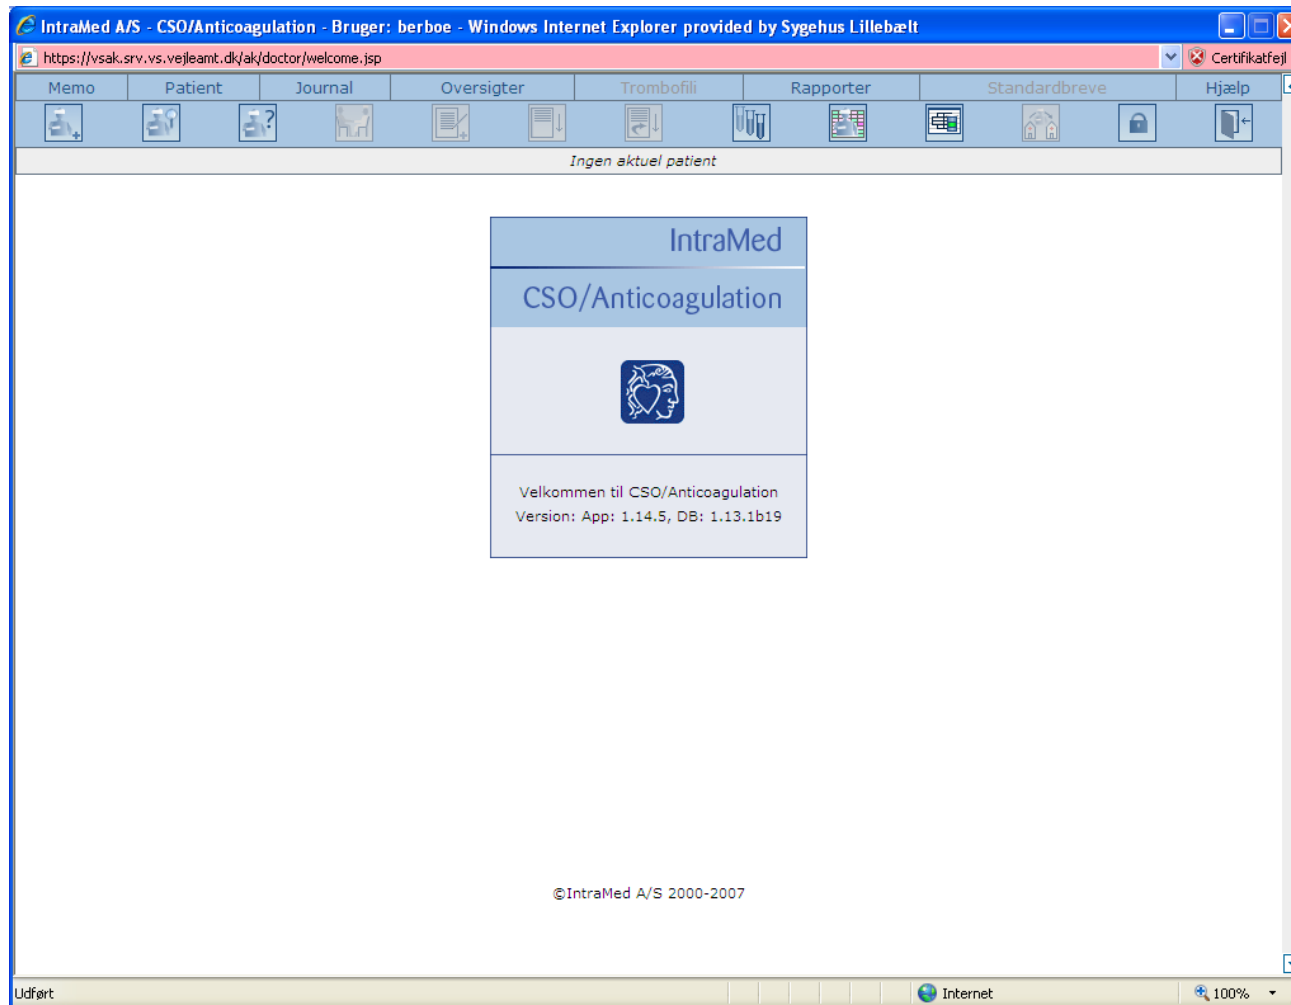 IntraMed A/S - CSO/Anticoagulation - Bruger: berboe - Windows Internet Explorer provided by Sygehus Lillebælt
https://vsak.srv.vs.vejleamt.dk/ak/doctor/welcome.jsp Certifikatfejl
Memo Patient Journal Oversigter Trombofili Rapporter Standardbreve Hjælp
Ingen aktuel patient
IntraMed
CSO/Anticoagulation
Velkommen til CSO/Anticoagulation
Version: App: 1.14.5, DB: 1.13.1b19
©IntraMed A/S 2000-2007
Udført Internet 100%